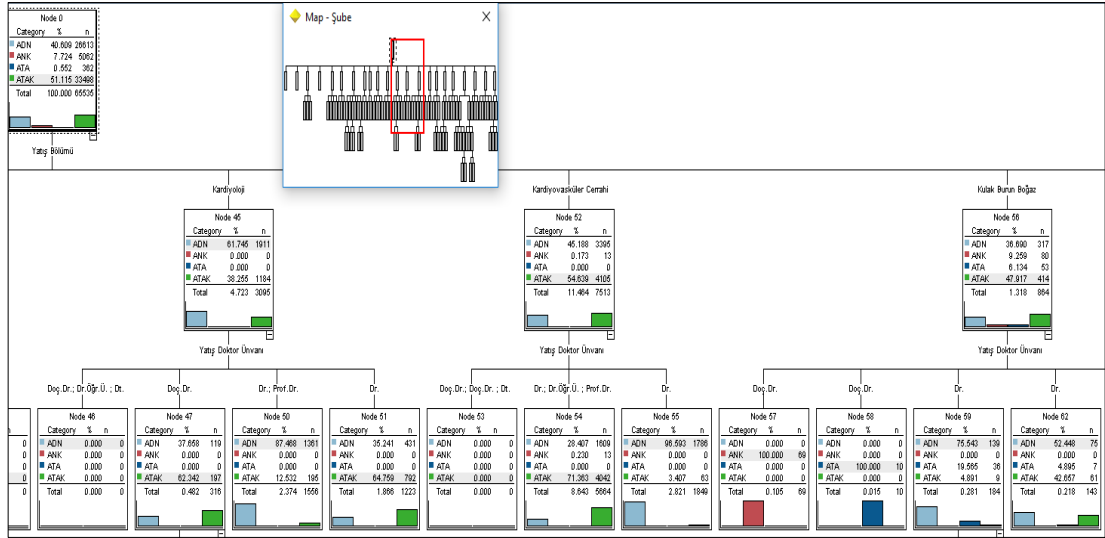 Node 0
Category % n
ADN 40.609 26613
ANK 7.724 5062
ATA 0.552 362
ATAK 51.115 33498
Total 100.000 65535
Yatış Bölümü
Map - Şube X
Kardiyoloji
Node 45
Category % n
ADN 61.745 1911
ANK 0.000 0
ATA 0.000 0
ATAK 38.255 1184
Total 4.723 3095
Yatış Doktor Ünvanı
Kardiyovasküler Cerrahi
Node 52
Category % n
ADN 45.188 3395
ANK 0.173 13
ATA 0.000 0
ATAK 54.639 4105
Total 11.464 7513
Yatış Doktor Ünvanı
Kulak Burun Boğaz
Node 56
Category % n
ADN 36.690 317
ANK 9.259 80
ATA 6.134 53
ATAK 47.917 414
Total 1.318 864
Yatış Doktor Ünvanı
n
0
0
0
0
0
Doç.Dr.; Dr.Öğr.Ü. ; Dt.
Node 46
Category % n
ADN 0.000 0
ANK 0.000 0
ATA 0.000 0
ATAK 0.000 0
Total 0.000 0
Doç.Dr.
Node 47
Category % n
ADN 37.658 119
ANK 0.000 0
ATA 0.000 0
ATAK 62.342 197
Total 0.482 316
Dr.; Prof.Dr.
Node 50
Category % n
ADN 87.468 1361
ANK 0.000 0
ATA 0.000 0
ATAK 12.532 195
Total 2.374 1556
Dr.
Node 51
Category % n
ADN 35.241 431
ANK 0.000 0
ATA 0.000 0
ATAK 64.759 792
Total 1.866 1223
Doç.Dr.; Doç.Dr. ; Dt.
Node 53
Category % n
ADN 0.000 0
ANK 0.000 0
ATA 0.000 0
ATAK 0.000 0
Total 0.000 0
Dr.; Dr.Öğr.Ü. ; Prof.Dr.
Node 54
Category % n
ADN 28.407 1609
ANK 0.230 13
ATA 0.000 0
ATAK 71.363 4042
Total 8.643 5664
Dr.
Node 55
Category % n
ADN 96.593 1786
ANK 0.000 0
ATA 0.000 0
ATAK 3.407 63
Total 2.821 1849
Doç.Dr.
Node 57
Category % n
ADN 0.000 0
ANK 100.000 69
ATA 0.000 0
ATAK 0.000 0
Total 0.105 69
Doç.Dr.
Node 58
Category % n
ADN 0.000 0
ANK 0.000 0
ATA 100.000 10
ATAK 0.000 0
Total 0.015 10
Dr.
Node 59
Category % n
ADN 75.543 139
ANK 0.000 0
ATA 19.565 36
ATAK 4.891 9
Total 0.281 184
Dr.
Node 62
Category % n
ADN 52.448 75
ANK 0.000 0
ATA 4.895 7
ATAK 42.657 61
Total 0.218 143